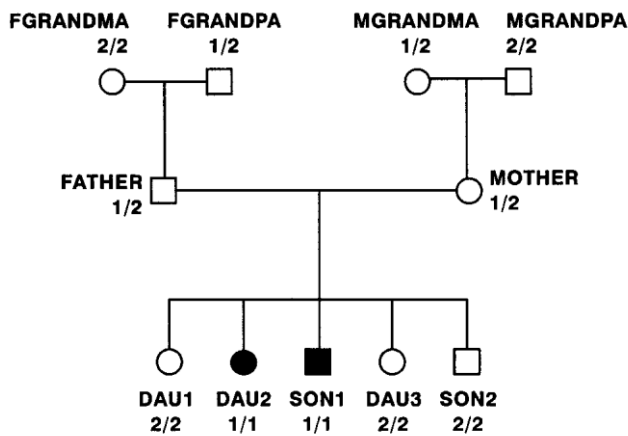 FGRANDMA FGRANDPA MGRANDMA MGRANDPA
2/2 1/2 1/2 2/2
FATHER MOTHER
1/2 1/2
DAU1 DAU2 SON1 DAU3 SON2
2/2 1/1 1/1 2/2 2/2